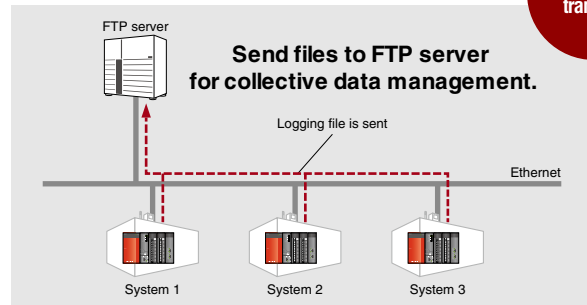 FTP server
Send files to FTP server
for collective data management.
Logging file is sent
Ethernet
System 1
System 2
System 3